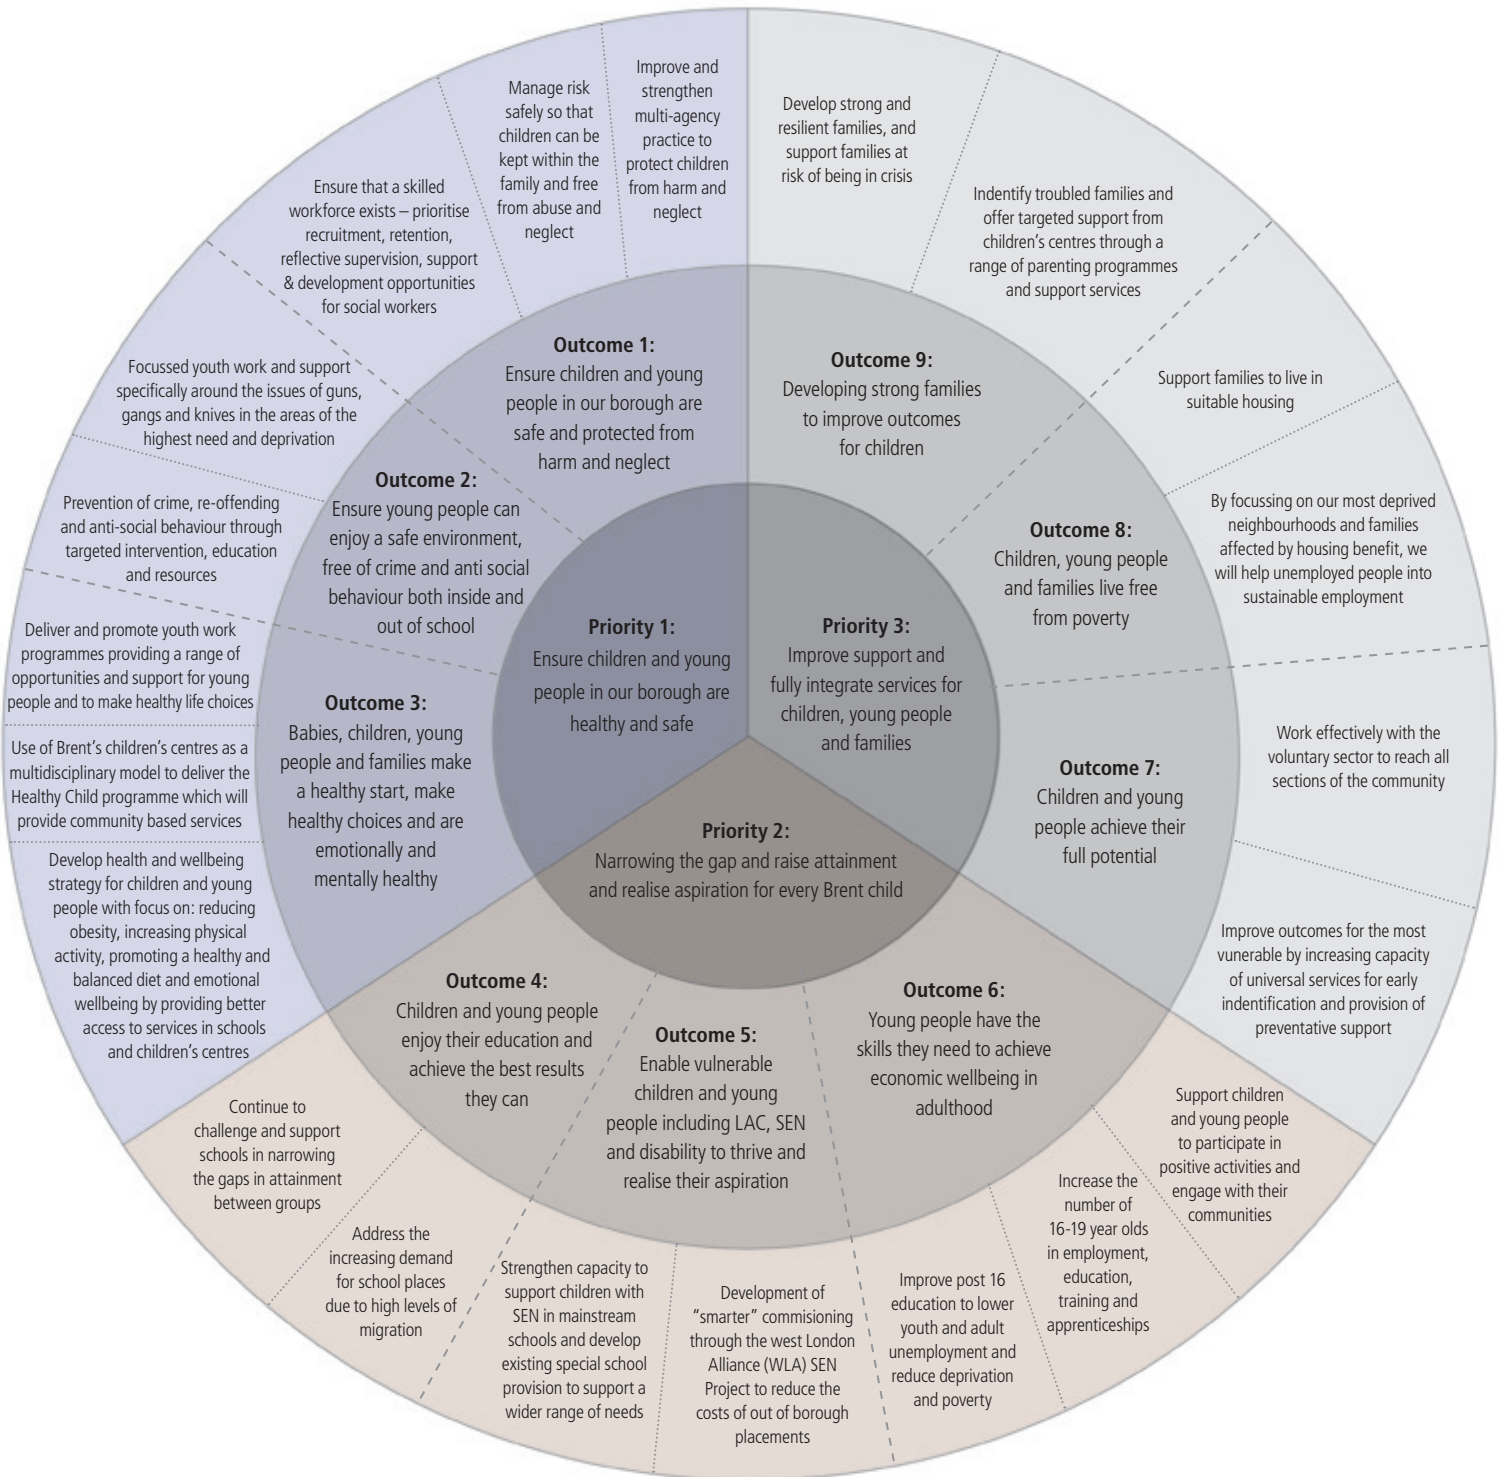 Priority 1:
Ensure children and young
people in our borough are
healthy and safe
Priority 2:
Narrowing the gap and raise attainment
and realise aspiration for every Brent child
Priority 3:
Improve support and
fully integrate services for
children, young people
and families
Outcome 1:
Ensure children and young
people in our borough are
safe and protected from
harm and neglect
Outcome 2:
Ensure young people can
enjoy a safe environment,
free of crime and anti social
behaviour both inside and
out of school
Outcome 3:
Babies, children, young
people and families make
a healthy start, make
healthy choices and are
emotionally and
mentally healthy
Outcome 4:
Children and young people
enjoy their education and
achieve the best results
they can
Outcome 5:
Enable vulnerable
children and young
people including LAC, SEN
and disability to thrive and
realise their aspiration
Outcome 6:
Young people have the
skills they need to achieve
economic wellbeing in
adulthood
Outcome 7:
Children and young
people achieve their
full potential
Outcome 8:
Children, young people
and families live free
from poverty
Outcome 9:
Developing strong families
to improve outcomes
for children
Improve and
strengthen
multi-agency
practice to
protect children
from harm and
neglect
Manage risk
safely so that
children can be
kept within the
family and free
from abuse and
neglect
Ensure that a skilled
workforce exists – prioritise
recruitment, retention,
reflective supervision, support
& development opportunities
for social workers
Focussed youth work and support
specifically around the issues of guns,
gangs and knives in the areas of the
highest need and deprivation
Prevention of crime, re-offending
and anti-social behaviour through
targeted intervention, education
and resources
Deliver and promote youth work
programmes providing a range of
opportunities and support for young
people and to make healthy life choices
Use of Brent’s children’s centres as a
multidisciplinary model to deliver the
Healthy Child programme which will
provide community based services
Develop health and wellbeing
strategy for children and young
people with focus on: reducing
obesity, increasing physical
activity, promoting a healthy and
balanced diet and emotional
wellbeing by providing better
access to services in schools
and children’s centres
Continue to
challenge and support
schools in narrowing
the gaps in attainment
between groups
Address the
increasing demand
for school places
due to high levels of
migration
Strengthen capacity to
support children with
SEN in mainstream
schools and develop
existing special school
provision to support a
wider range of needs
Development of
“smarter” commisioning
through the west London
Alliance (WLA) SEN
Project to reduce the
costs of out of borough
placements
Improve post 16
education to lower
youth and adult
unemployment and
reduce deprivation
and poverty
Increase the
number of
16-19 year olds
in employment,
education,
training and
apprenticeships
Support children
and young people
to participate in
positive activities and
engage with their
communities
Improve outcomes for the most
vunerable by increasing capacity
of universal services for early
indentification and provision of
preventative support
Work effectively with the
voluntary sector to reach all
sections of the community
By focussing on our most deprived
neighbourhoods and families
affected by housing benefit, we
will help unemployed people into
sustainable employment
Support families to live in
suitable housing
Indentify troubled families and
offer targeted support from
children’s centres through a
range of parenting programmes
and support services
Develop strong and
resilient families, and
support families at
risk of being in crisis